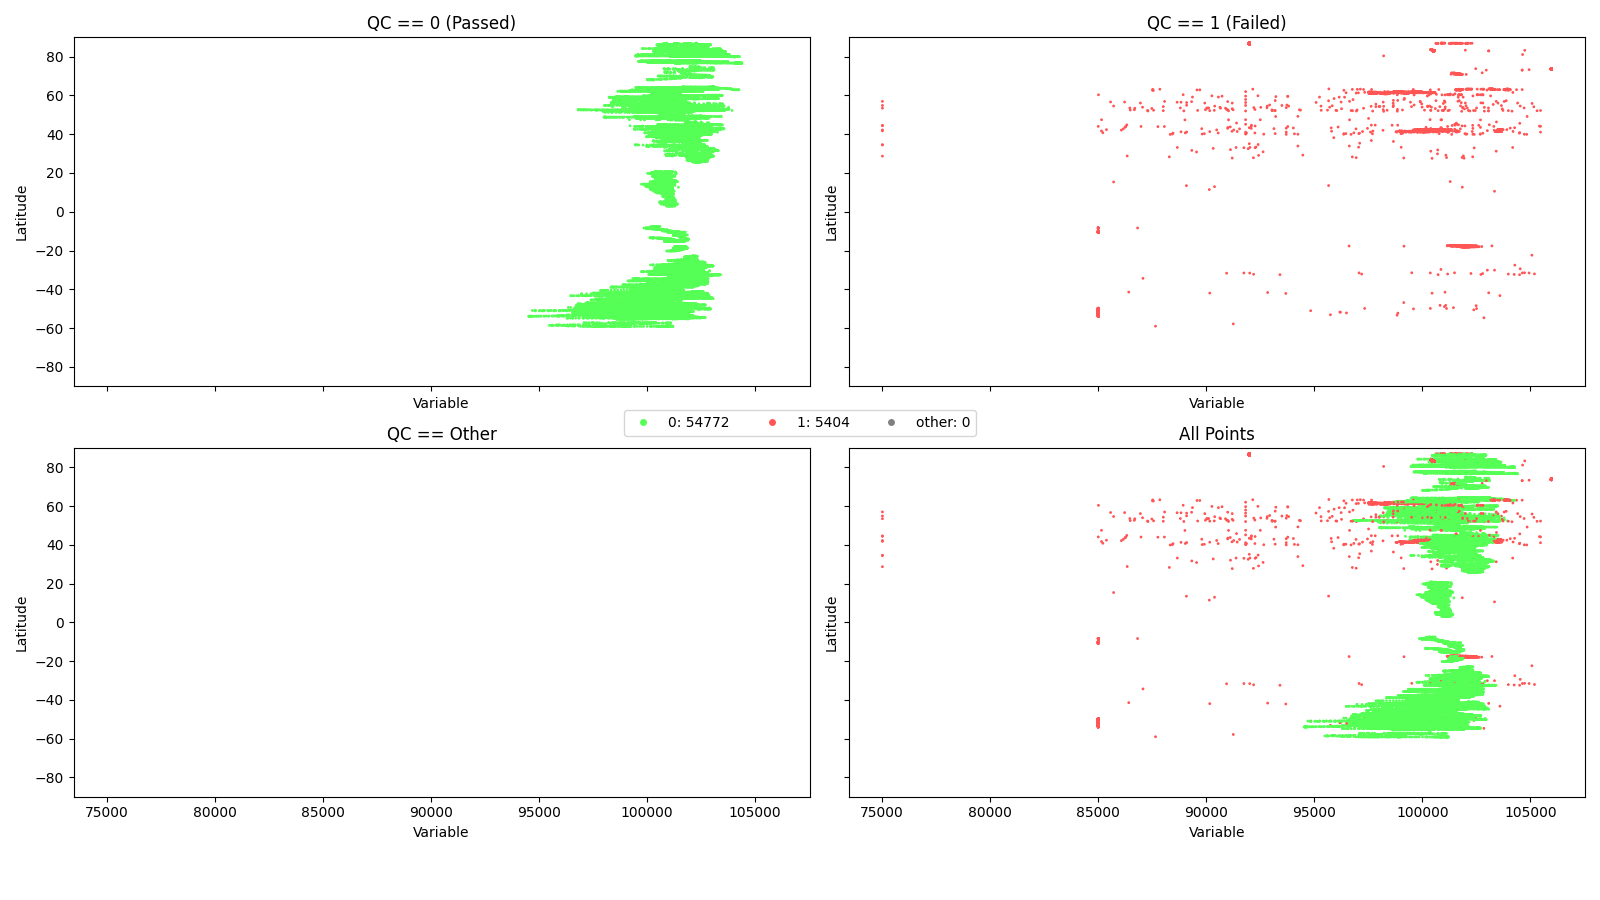 QC == 0 (Passed)
QC == 1 (Failed)
80
60
40
20
0
−20
−40
−60
−80
Latitude
Latitude
Variable
Variable
0: 54772 1: 5404 other: 0
QC == Other
All Points
80
60
40
20
0
−20
−40
−60
−80
Latitude
Latitude
75000 80000 85000 90000 95000 100000 105000
75000 80000 85000 90000 95000 100000 105000
Variable
Variable